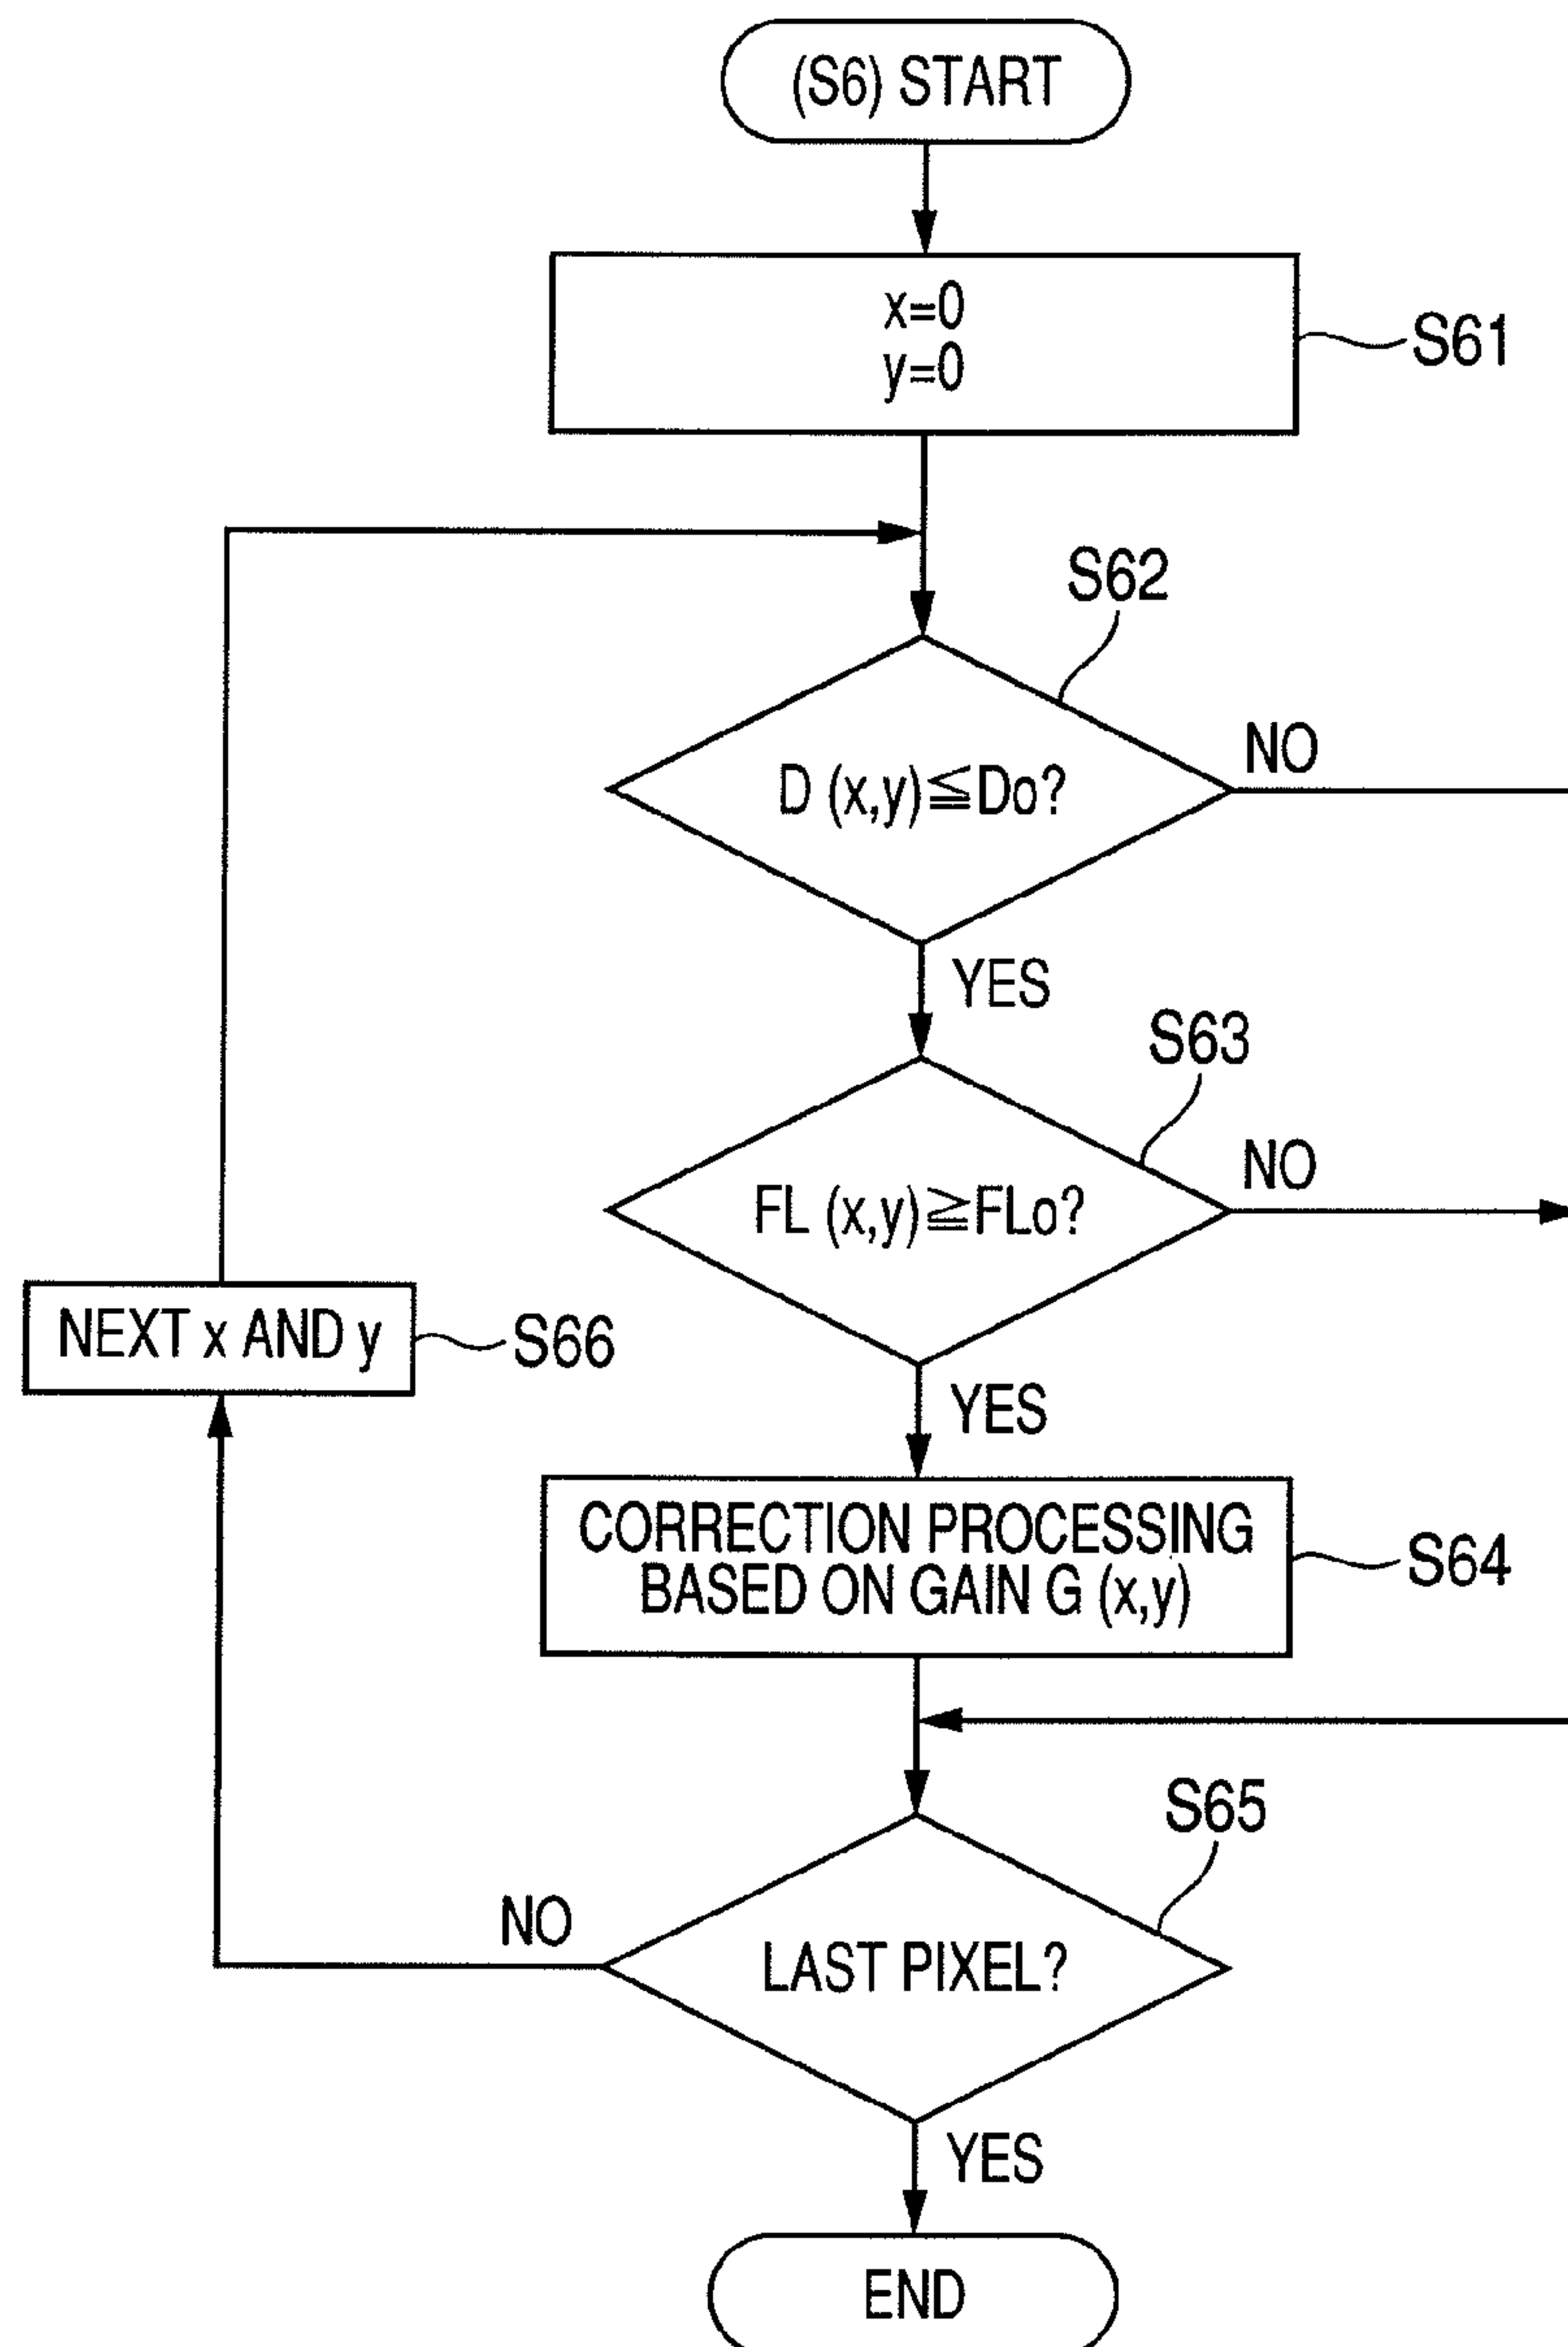 (S6) START
x=0
y=0
S61
S62
D (x,y)≦Do?
NO
YES
S63
FL (x,y)≧FLo?
NO
NEXT x AND y
S66
YES
CORRECTION PROCESSING
BASED ON GAIN G (x,y)
S64
S65
NO
LAST PIXEL?
YES
END